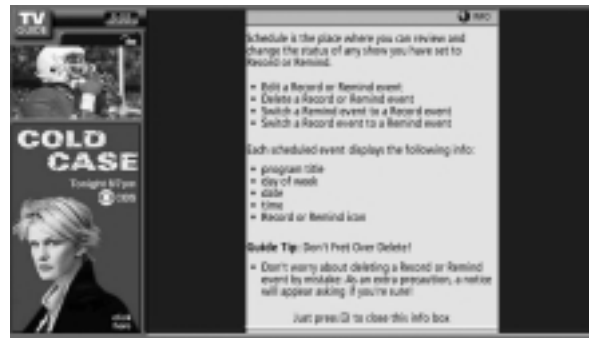 TV
GUIDE
INFO
Schedule is the place where you can review and
change the status of any show you have set to
Record or Remind.
Edit a Record or Remind event
Delete a Record or Remind event
Switch a Remind event to a Record event
Switch a Record event to a Remind event
Each scheduled event displays the following info:
program title
day of week
date
time
Record or Remind icon
Guide Tip: Don't Fret Over Delete!
Don't worry about deleting a Record or Remind
event by mistake. As an extra precaution, a notice
will appear asking if you're sure!
Just press to close this info box
COLD
CASE
Tonight 8/7pm
CBS
click
here